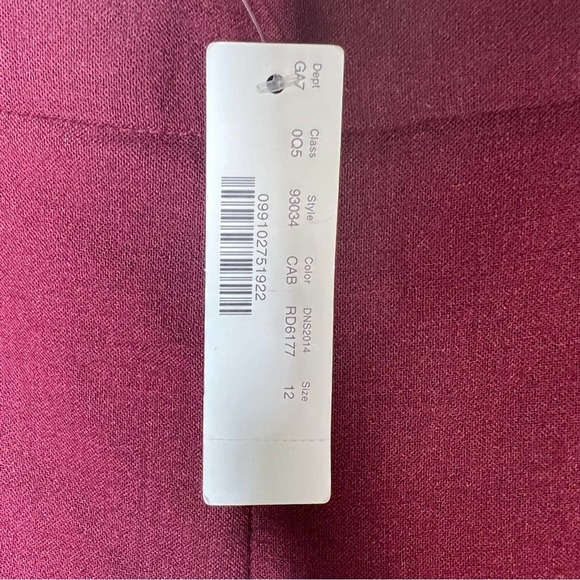 Dept Class Style Color DNS2014 Size
GA7 0Q5 93034 CAB RD6177 12
099102751922